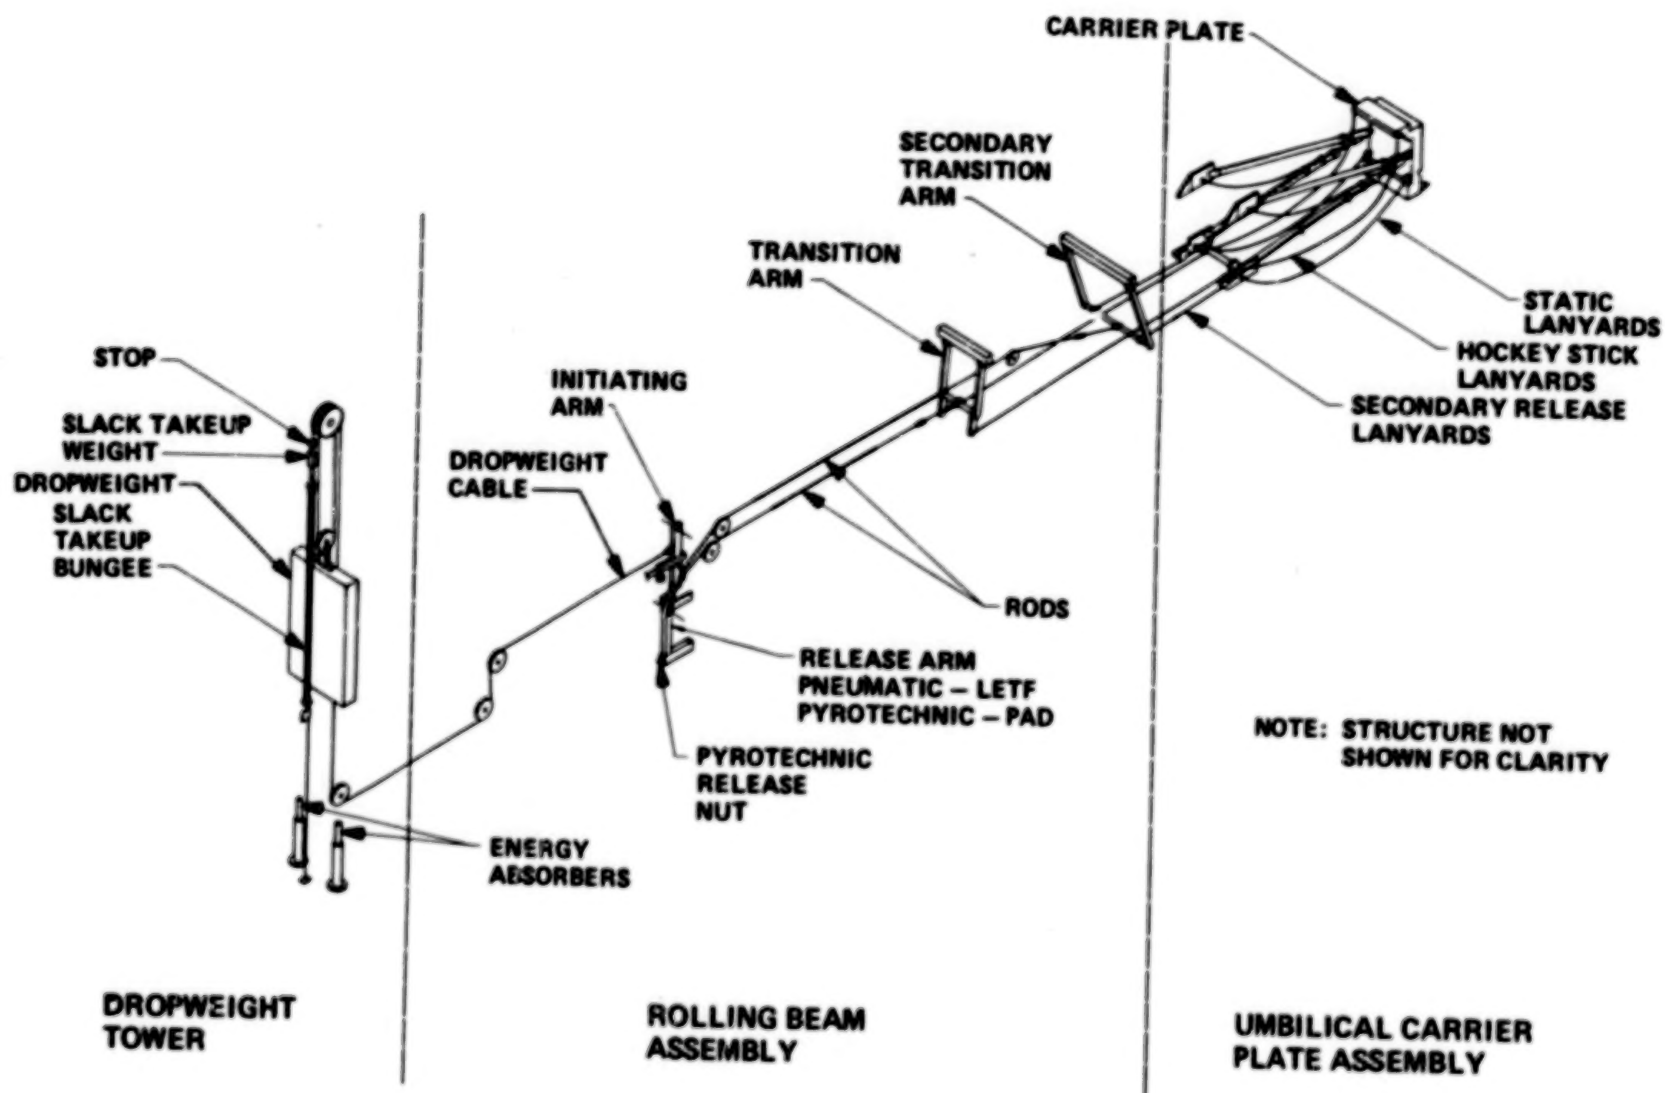 CARRIER PLATE
SECONDARY
TRANSITION
ARM
TRANSITION
ARM
STATIC
LANYARDS
HOCKEY STICK
LANYARDS
SECONDARY RELEASE
LANYARDS
STOP
SLACK TAKEUP
WEIGHT
DROPWEIGHT
SLACK
TAKEUP
BUNGEE
INITIATING
ARM
DROPWEIGHT
CABLE
RODS
RELEASE ARM
PNEUMATIC – LETF
PYROTECHNIC – PAD
PYROTECHNIC
RELEASE
NUT
NOTE: STRUCTURE NOT
SHOWN FOR CLARITY
ENERGY
ABSORBERS
DROPWEIGHT
TOWER
ROLLING BEAM
ASSEMBLY
UMBILICAL CARRIER
PLATE ASSEMBLY